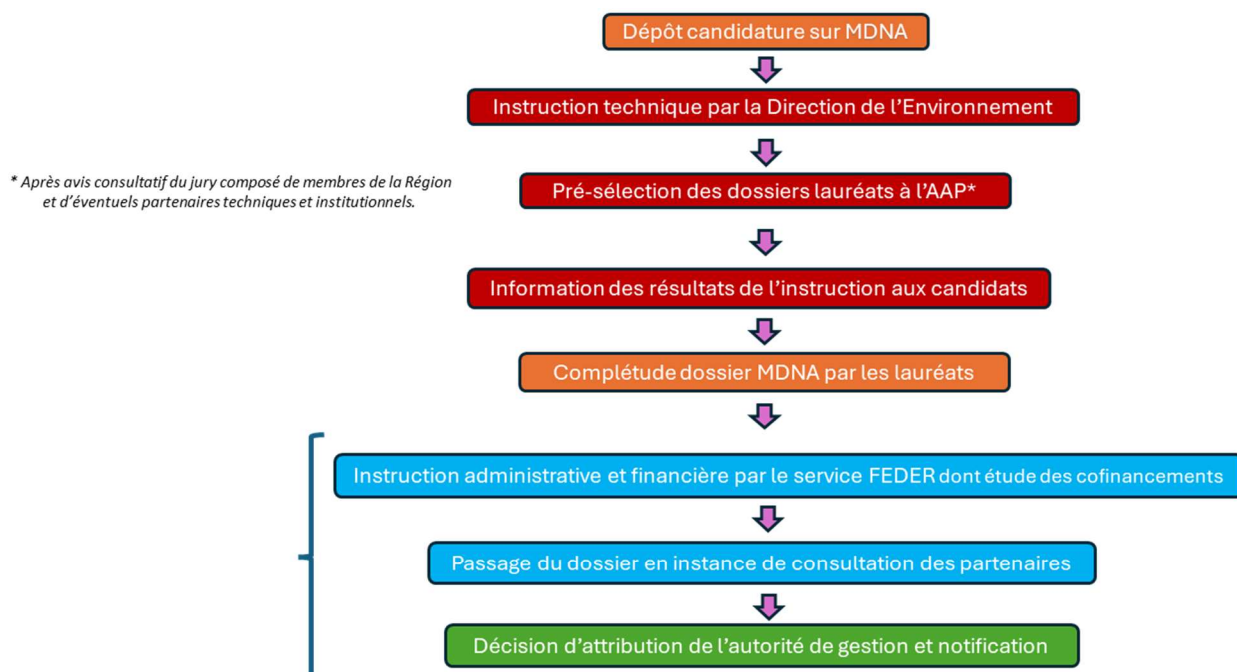 Dépôt candidature sur MDNA
Instruction technique par la Direction de l’Environnement
* Après avis consultatif du jury composé de membres de la Région
et d’éventuels partenaires techniques et institutionnels.
Pré-sélection des dossiers lauréats à l’AAP*
Information des résultats de l’instruction aux candidats
Complétude dossier MDNA par les lauréats
Instruction administrative et financière par le service FEDER dont étude des cofinancements
Passage du dossier en instance de consultation des partenaires
Décision d’attribution de l’autorité de gestion et notification